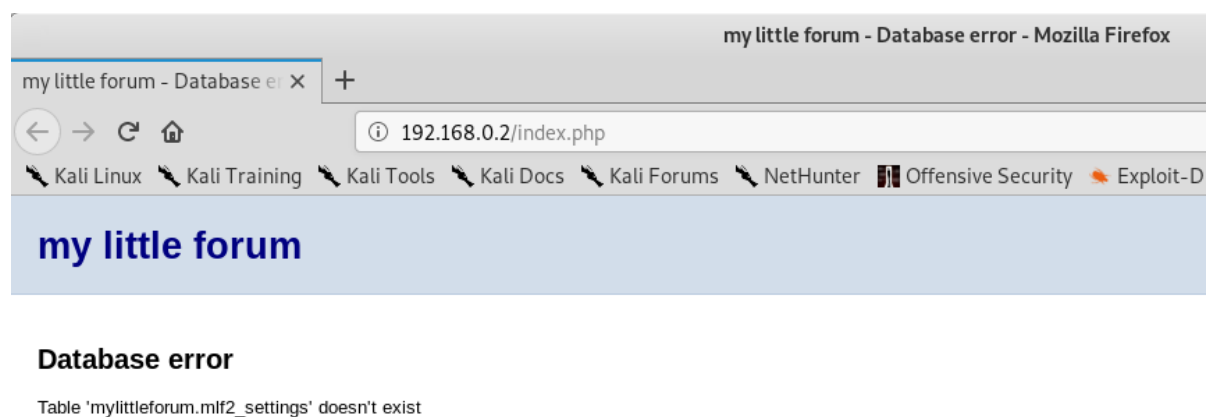 my little forum - Database error - Mozilla Firefox
my little forum - Database er
192.168.0.2/index.php
Kali Linux Kali Training Kali Tools Kali Docs Kali Forums NetHunter Offensive Security Exploit-D
my little forum
Database error
Table 'mylittleforum.mlf2_settings' doesn't exist